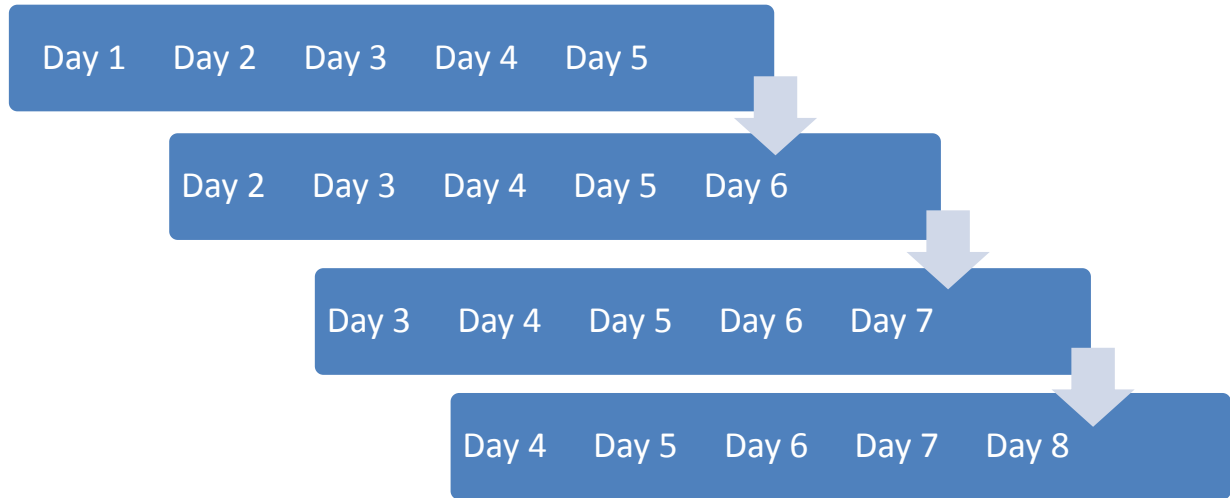 Day 1 Day 2 Day 3 Day 4 Day 5
Day 2 Day 3 Day 4 Day 5 Day 6
Day 3 Day 4 Day 5 Day 6 Day 7
Day 4 Day 5 Day 6 Day 7 Day 8